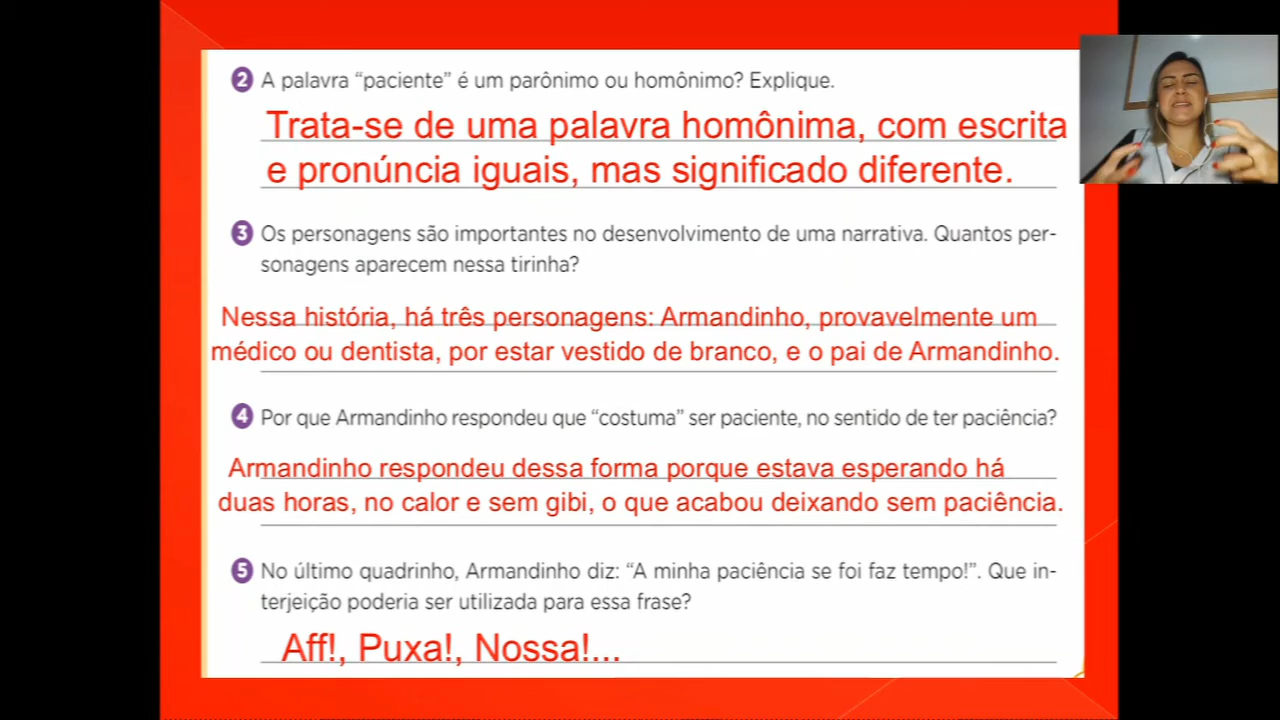 2 A palavra “paciente” é um parônimo ou homônimo? Explique.
Trata-se de uma palavra homônima, com escrita
e pronúncia iguais, mas significado diferente.
3 Os personagens são importantes no desenvolvimento de uma narrativa. Quantos per-
sonagens aparecem nessa tirinha?
Nessa história, há três personagens: Armandinho, provavelmente um
médico ou dentista, por estar vestido de branco, e o pai de Armandinho.
4 Por que Armandinho respondeu que “costuma” ser paciente, no sentido de ter paciência?
Armandinho respondeu dessa forma porque estava esperando há
duas horas, no calor e sem gibi, o que acabou deixando sem paciência.
5 No último quadrinho, Armandinho diz: “A minha paciência se foi faz tempo!”. Que in-
terjeição poderia ser utilizada para essa frase?
Aff!, Puxa!, Nossa!...